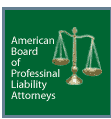 American
Board
of
Professinal
Liability
Attorneys